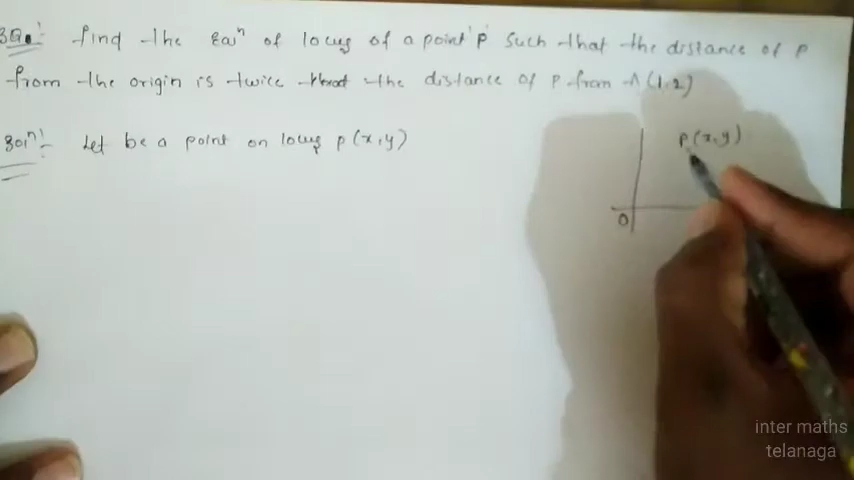 3Q: find the Eqⁿ of locus of a point 'P' such that the distance of P
from the origin is twice the distance of P from A(1,2)
Solⁿ:- Let be a point on locus P(x,y)
P(x,y)
O
inter maths
telanaga